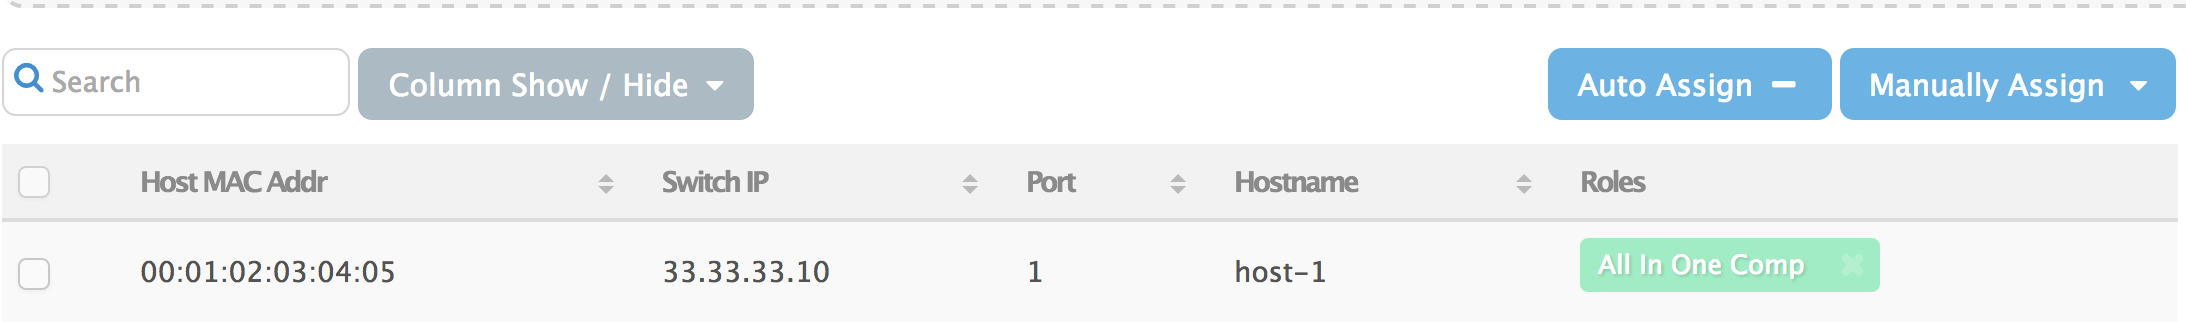 Search Column Show / Hide Auto Assign Manually Assign
Host MAC Addr Switch IP Port Hostname Roles
00:01:02:03:04:05 33.33.33.10 1 host-1 All In One Comp